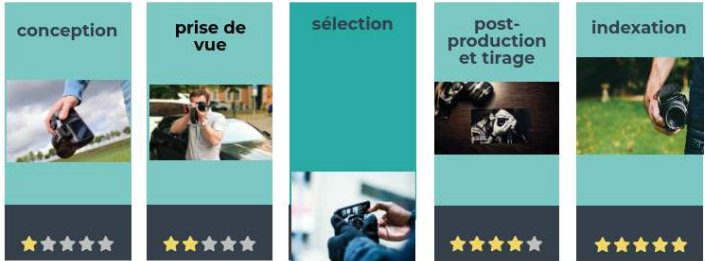 conception
prise de
vue
sélection
post-
production
et tirage
indexation